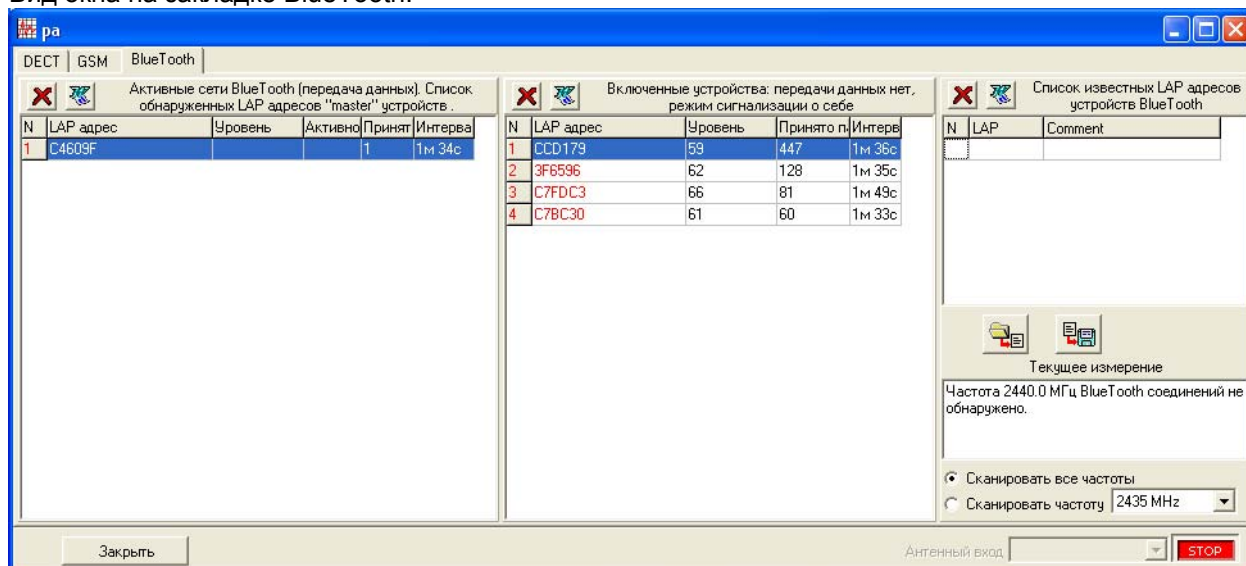 Вид окна на закладке BlueTooth:
pa
DECT GSM BlueTooth
Активные сети BlueTooth (передача данных). Список
обнаруженных LAP адресов "master" устройств .
N LAP адрес Уровень Активно Принят Интерва
1 C4609F 1 1м 34с
Включенные устройства: передачи данных нет,
режим сигнализации о себе
N LAP адрес Уровень Принято п Интерв
1 CCD179 59 447 1м 36с
2 3F6596 62 128 1м 35с
3 C7FDC3 66 81 1м 49с
4 C7BC30 61 60 1м 33с
Список известных LAP адресов
устройств BlueTooth
N LAP Comment
Текущее измерение
Частота 2440.0 МГц BlueTooth соединений не
обнаружено.
Сканировать все частоты
Сканировать частоту 2435 MHz
Закрыть
Антенный вход
STOP